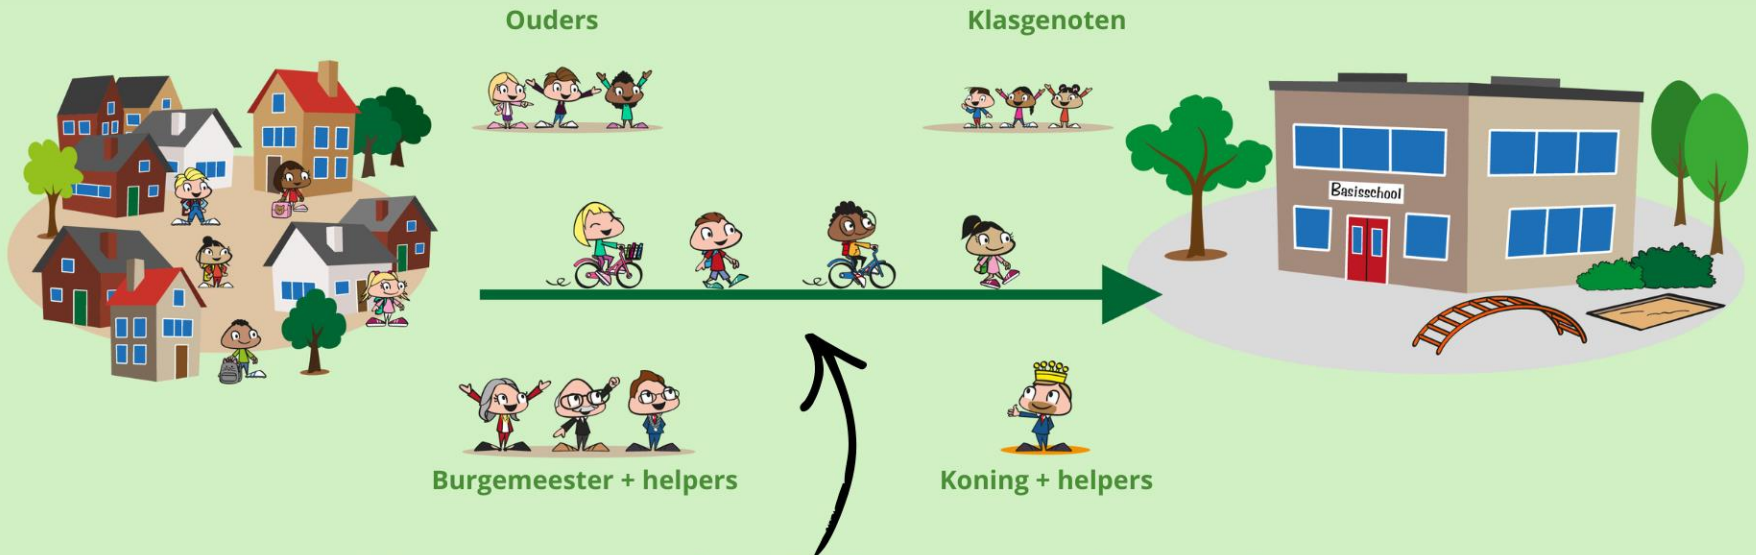 Ouders
Klasgenoten
Basisschool
Burgemeester + helpers
Koning + helpers